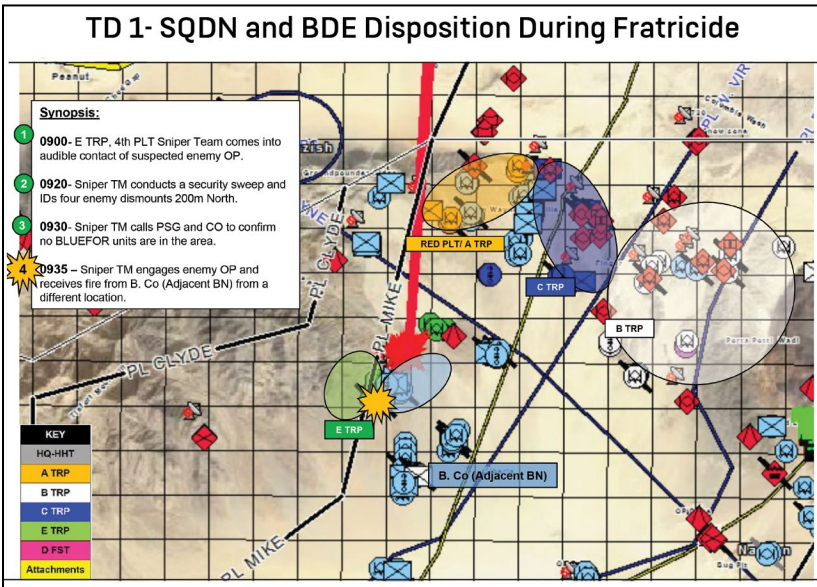 TD 1- SQDN and BDE Disposition During Fratricide
Peanut
Synopsis:
1
0900- E TRP, 4th PLT Sniper Team comes into
audible contact of suspected enemy OP.
2
0920- Sniper TM conducts a security sweep and
IDs four enemy dismounts 200m North.
3
0930- Sniper TM calls PSG and CO to confirm
no BLUEFOR units are in the area.
4
0935 – Sniper TM engages enemy OP and
receives fire from B. Co (Adjacent BN) from a
different location.
RED PLT/ A TRP
C TRP
B TRP
PL CLYDE
PL MIKE
PL CLYDE
E TRP
B. Co (Adjacent BN)
PL MIKE
KEY
HQ-HHT
A TRP
B TRP
C TRP
E TRP
D FST
Attachments